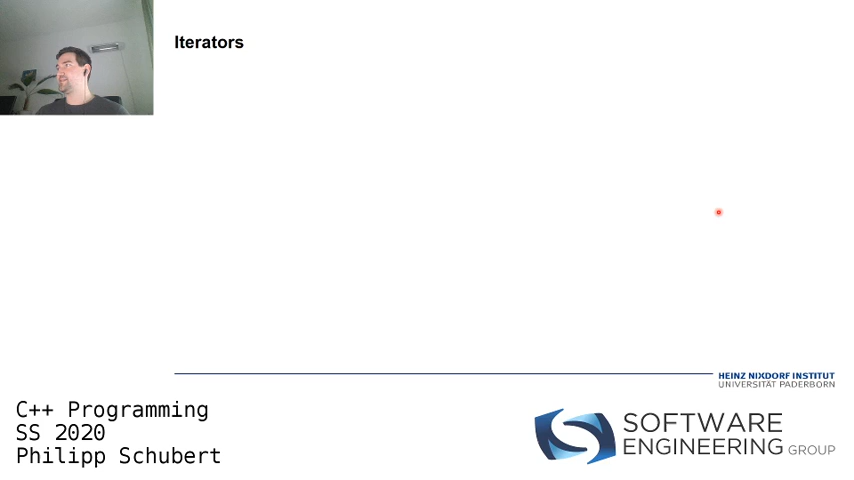 Iterators
HEINZ NIXDORF INSTITUT
UNIVERSITÄT PADERBORN
C++ Programming
SS 2020
Philipp Schubert
SOFTWARE
ENGINEERING GROUP